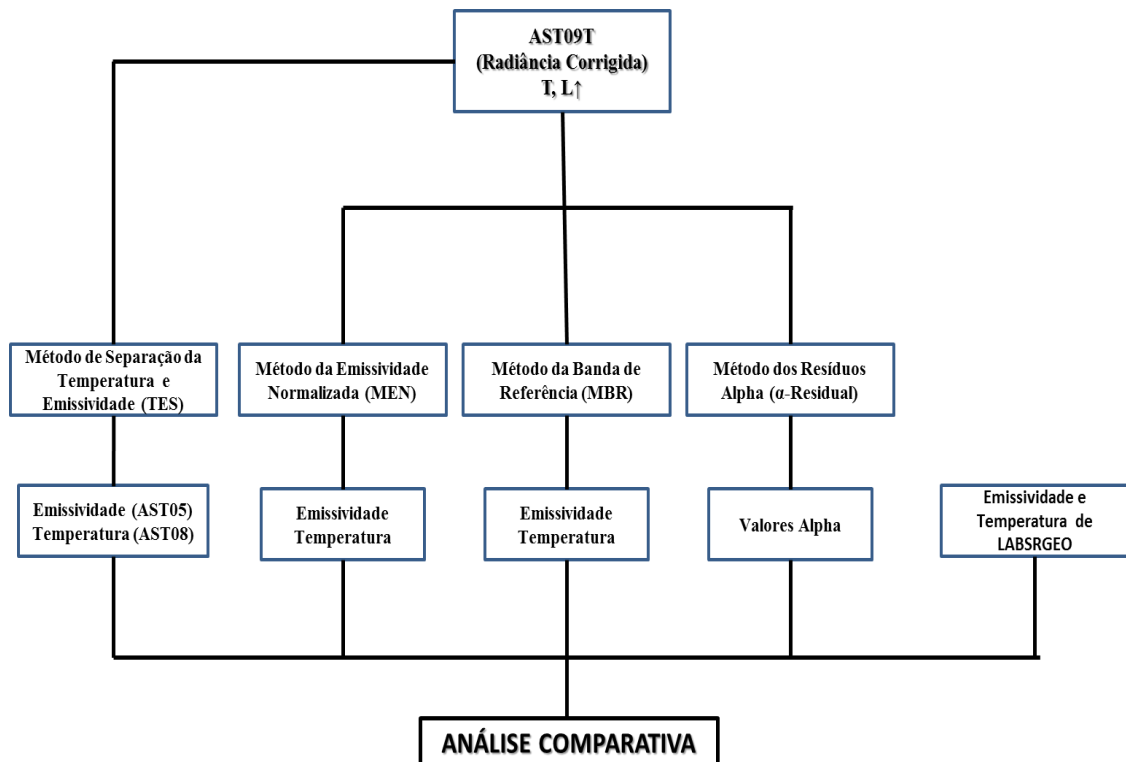 AST09T
(Radiância Corrigida)
T, L↑
Método de Separação da
Temperatura e
Emissividade (TES)
Método da Emissividade
Normalizada (MEN)
Método da Banda de
Referência (MBR)
Método dos Resíduos
Alpha (α-Residual)
Emissividade (AST05)
Temperatura (AST08)
Emissividade
Temperatura
Emissividade
Temperatura
Valores Alpha
Emissividade e
Temperatura de
LABSRGEO
ANÁLISE COMPARATIVA